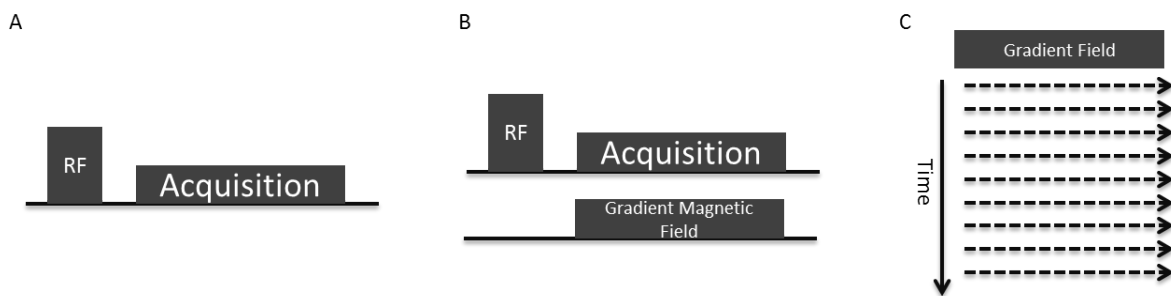 A
RF
Acquisition
B
RF
Acquisition
Gradient Magnetic
Field
C
Gradient Field
Time